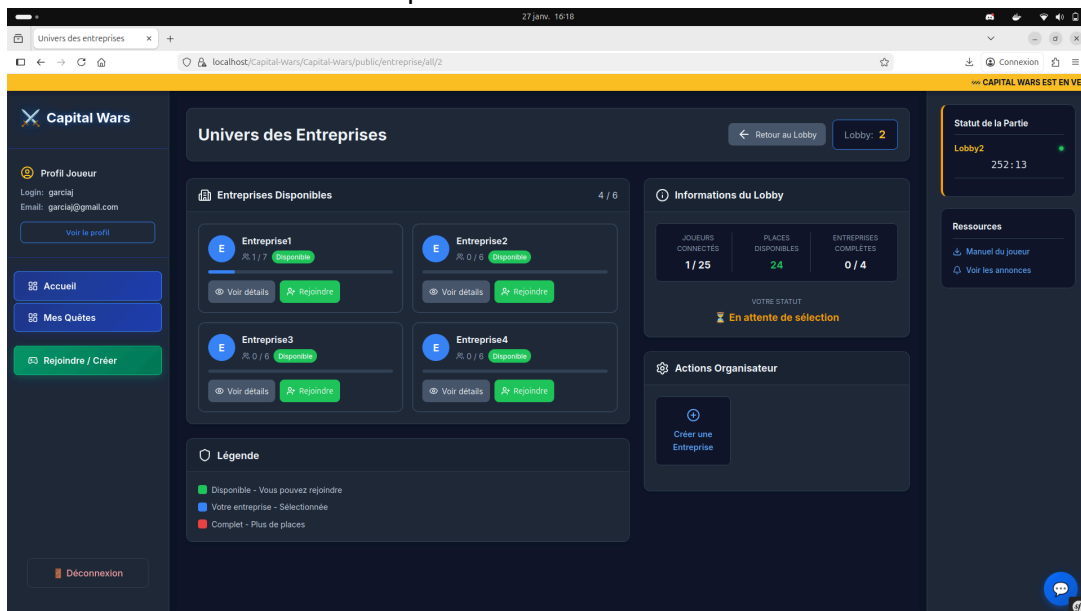 27 janv. 16:18
Univers des entreprises
localhost/Capital-Wars/Capital-Wars/public/entreprise/all/2
Connexion
CAPITAL WARS EST EN VE
Capital Wars
Profil Joueur
Login: garciaj
Email: garciaj@gmail.com
Voir le profil
Accueil
Mes Quêtes
Rejoindre / Créer
Déconnexion
Univers des Entreprises
Retour au Lobby
Lobby: 2
Entreprises Disponibles
4 / 6
E
Entreprise1
1 / 7 Disponible
Voir détails
Rejoindre
E
Entreprise2
0 / 6 Disponible
Voir détails
Rejoindre
E
Entreprise3
0 / 6 Disponible
Voir détails
Rejoindre
E
Entreprise4
0 / 6 Disponible
Voir détails
Rejoindre
Légende
Disponible - Vous pouvez rejoindre
Votre entreprise - Sélectionnée
Complet - Plus de places
Informations du Lobby
JOUEURS CONNECTÉS
1 / 25
PLACES DISPONIBLES
24
ENTREPRISES COMPLÈTES
0 / 4
VOTRE STATUT
En attente de sélection
Actions Organisateur
Créer une
Entreprise
Statut de la Partie
Lobby2
252:13
Ressources
Manuel du joueur
Voir les annonces